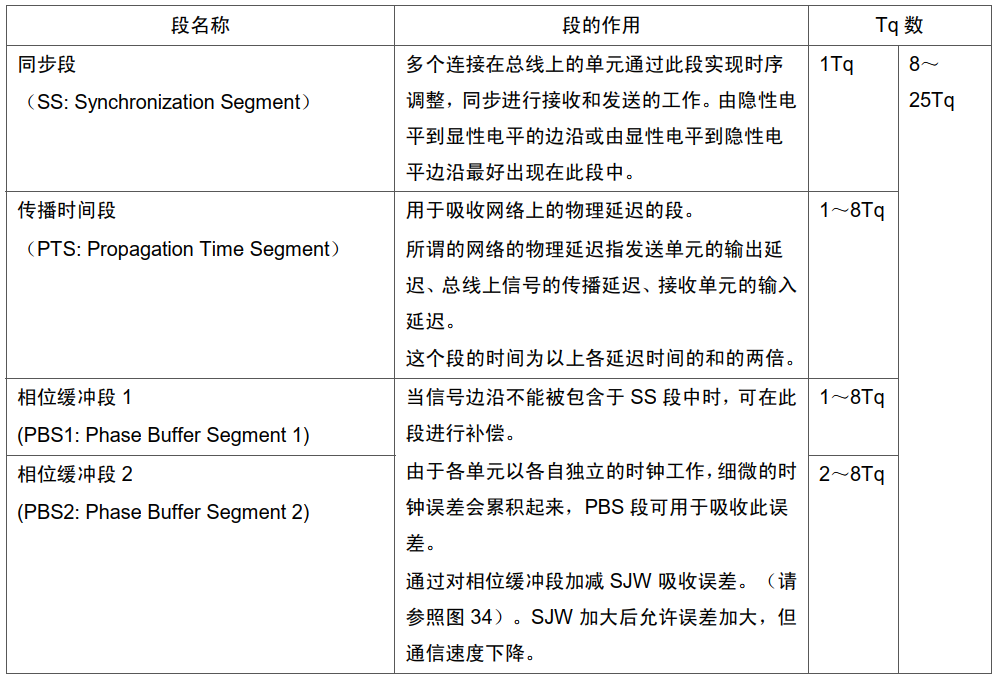 段名称
段的作用
Tq 数
同步段
（SS: Synchronization Segment）
多个连接在总线上的单元通过此段实现时序
调整，同步进行接收和发送的工作。由隐性电
平到显性电平的边沿或由显性电平到隐性电
平边沿最好出现在此段中。
1Tq
8～
25Tq
传播时间段
（PTS: Propagation Time Segment）
用于吸收网络上的物理延迟的段。
所谓的网络的物理延迟指发送单元的输出延
迟、总线上信号的传播延迟、接收单元的输入
延迟。
这个段的时间为以上各延迟时间的和的两倍。
1～8Tq
相位缓冲段 1
(PBS1: Phase Buffer Segment 1)
当信号边沿不能被包含于 SS 段中时，可在此
段进行补偿。
1～8Tq
相位缓冲段 2
(PBS2: Phase Buffer Segment 2)
由于各单元以各自独立的时钟工作，细微的时
钟误差会累积起来，PBS 段可用于吸收此误
差。
通过对相位缓冲段加减 SJW 吸收误差。（请
参照图 34）。SJW 加大后允许误差加大，但
通信速度下降。
2～8Tq